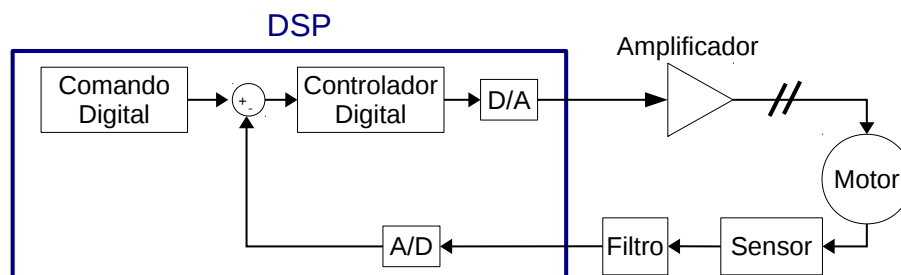 DSP
Amplificador
Comando
Digital
+
-
Controlador
Digital
D/A
Motor
A/D
Filtro
Sensor